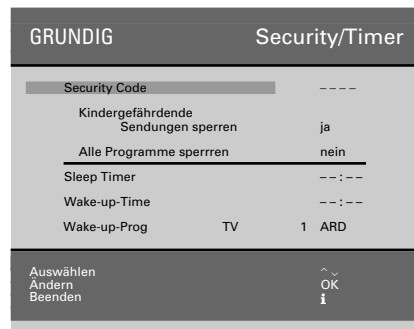 GRUNDIG Security/Timer
Security Code – – – –
Kindergefährdende
Sendungen sperren ja
Alle Programme sperrren nein
Sleep Timer – – : – –
Wake-up-Time – – : – –
Wake-up-Prog TV 1 ARD
Auswählen
Ändern OK
Beenden i